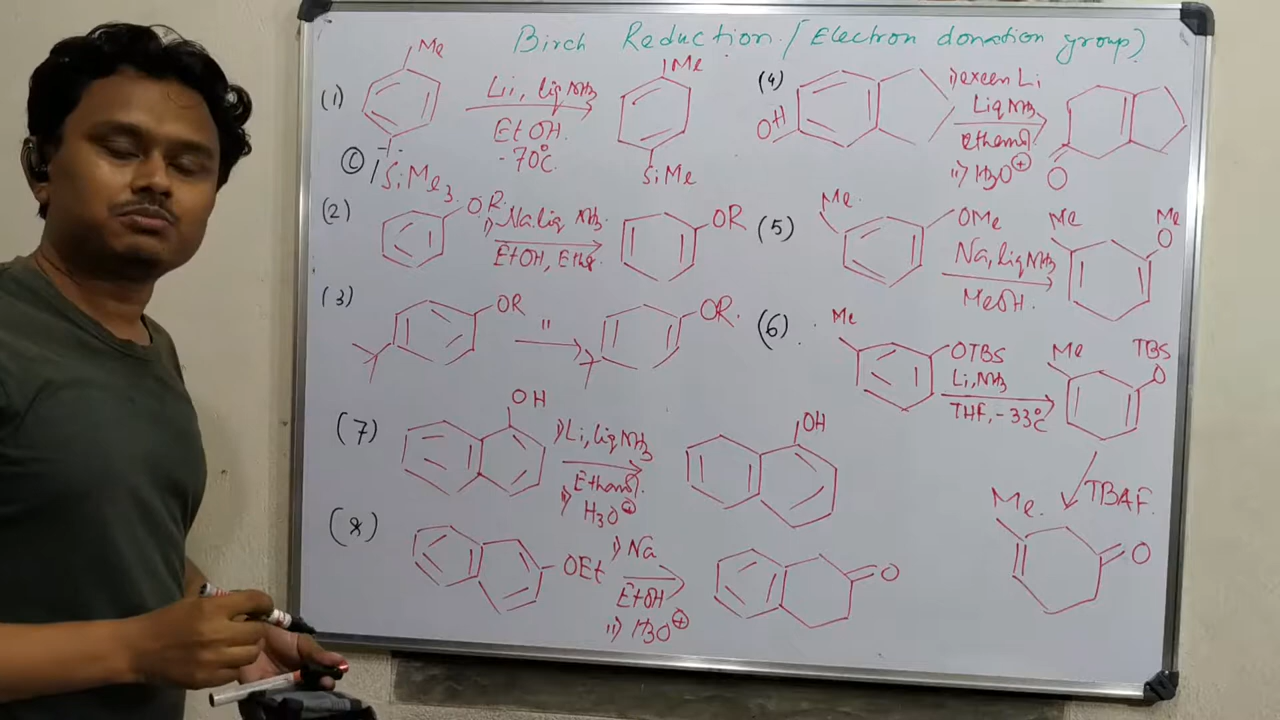 Birch Reduction / (Electron donation group)
(1)
Me
Li, liq NH3
EtOH
-70°C
Me
SiMe
© SiMe3
(2)
OR
i) Na.liq NH3
EtOH, Ether
OR
(3)
OR
"
OR.
(4)
OH
i) excen Li
Liq NH3
ethanol
ii) H3O⊕
O
(5)
Me
OMe
Na, liq NH3
MeOH.
Me
O
Me
(6)
Me
OTBS
Li, NH3
THF, -33°C
Me
TBS
O
TBAF.
Me.
O
(7)
OH
i) Li, liq NH3
Ethanol.
ii) H3O⊕
OH
(8)
OEt
i) Na
EtOH
ii) H3O⊕
O